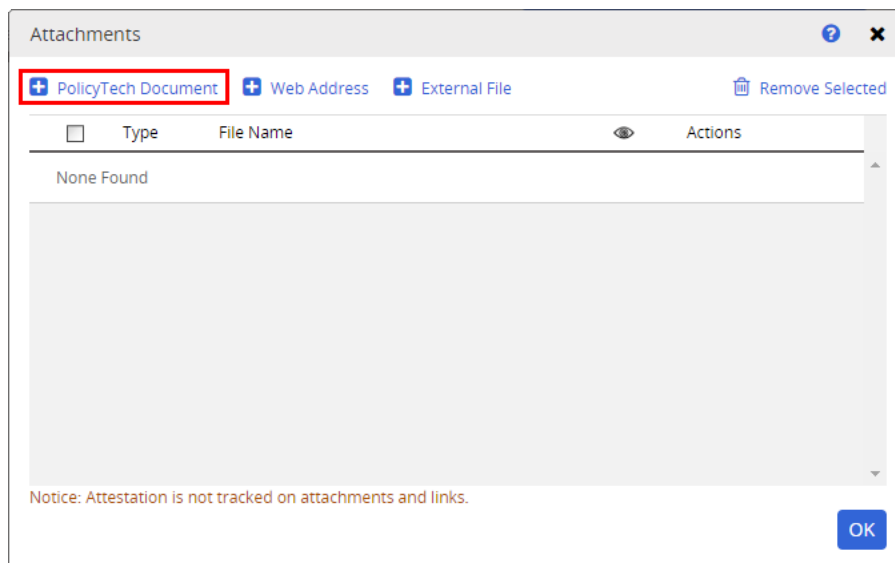 Attachments
PolicyTech Document Web Address External File Remove Selected
Type File Name Actions
None Found
Notice: Attestation is not tracked on attachments and links.
OK